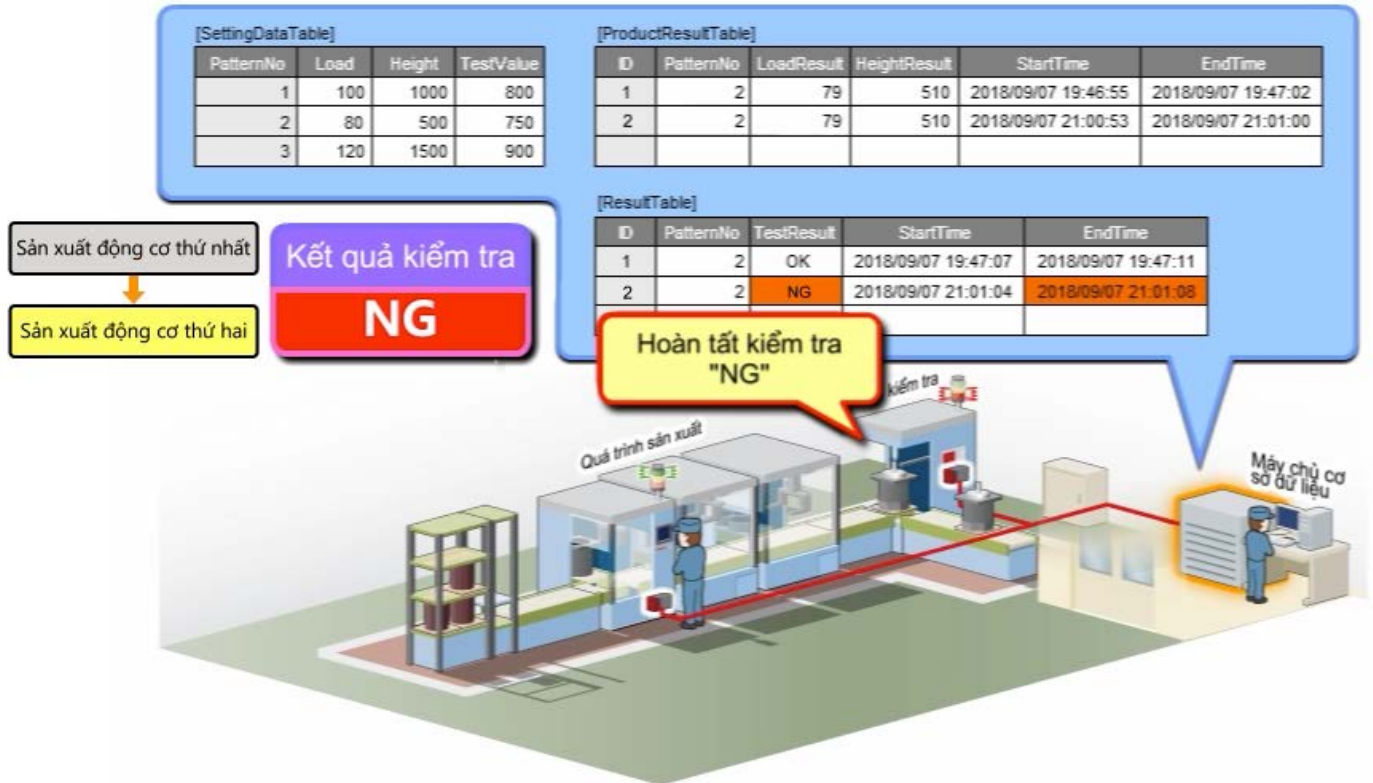 [SettingDataTable]
PatternNo Load Height TestValue
1 100 1000 800
2 80 500 750
3 120 1500 900
[ProductResultTable]
ID PatternNo LoadResult HeightResult StartTime EndTime
1 2 79 510 2018/09/07 19:46:55 2018/09/07 19:47:02
2 2 79 510 2018/09/07 21:00:53 2018/09/07 21:01:00
[ResultTable]
ID PatternNo TestResult StartTime EndTime
1 2 OK 2018/09/07 19:47:07 2018/09/07 19:47:11
2 2 NG 2018/09/07 21:01:04 2018/09/07 21:01:08
Sản xuất động cơ thứ nhất
Sản xuất động cơ thứ hai
Kết quả kiểm tra
NG
Hoàn tất kiểm tra
"NG"
kiểm tra
Quá trình sản xuất
Máy chủ cơ
sở dữ liệu